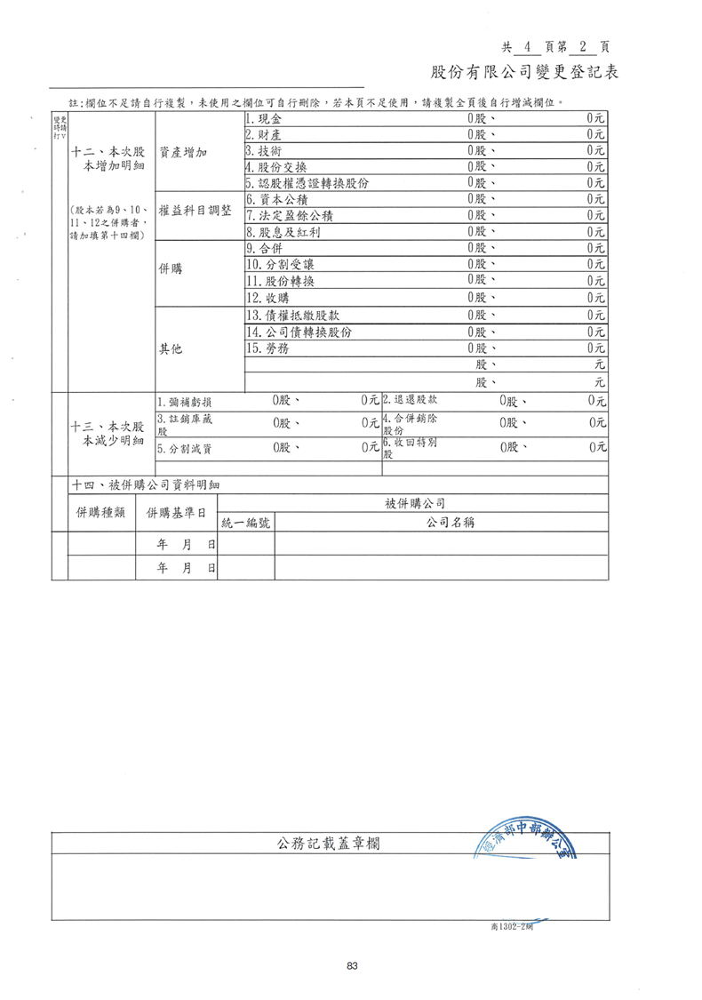 共 4 頁第 2 頁
股份有限公司變更登記表
註:欄位不足請自行複製，未使用之欄位可自行刪除，若本頁不足使用，請複製全頁後自行增減欄位。
變更時請打V
十二、本次股
本增加明細
(股本若為9、10、
11、12之併購者，
請加填第十四欄)
資產增加
1.現金 0股、 0元
2.財產 0股、 0元
3.技術 0股、 0元
4.股份交換 0股、 0元
5.認股權憑證轉換股份 0股、 0元
權益科目調整
6.資本公積 0股、 0元
7.法定盈餘公積 0股、 0元
8.股息及紅利 0股、 0元
併購
9.合併 0股、 0元
10.分割受讓 0股、 0元
11.股份轉換 0股、 0元
12.收購 0股、 0元
其他
13.債權抵繳股款 0股、 0元
14.公司債轉換股份 0股、 0元
15.勞務 0股、 0元
股、 元
股、 元
十三、本次股
本減少明細
1.彌補虧損 0股、 0元 2.退還股款 0股、 0元
3.註銷庫藏
股 0股、 0元 4.合併銷除
股份 0股、 0元
5.分割減資 0股、 0元 6.收回特別
股 0股、 0元
十四、被併購公司資料明細
併購種類 併購基準日 被併購公司
統一編號 公司名稱
年 月 日
年 月 日
公務記載蓋章欄
經濟部中部辦公室
南1302-2網
83